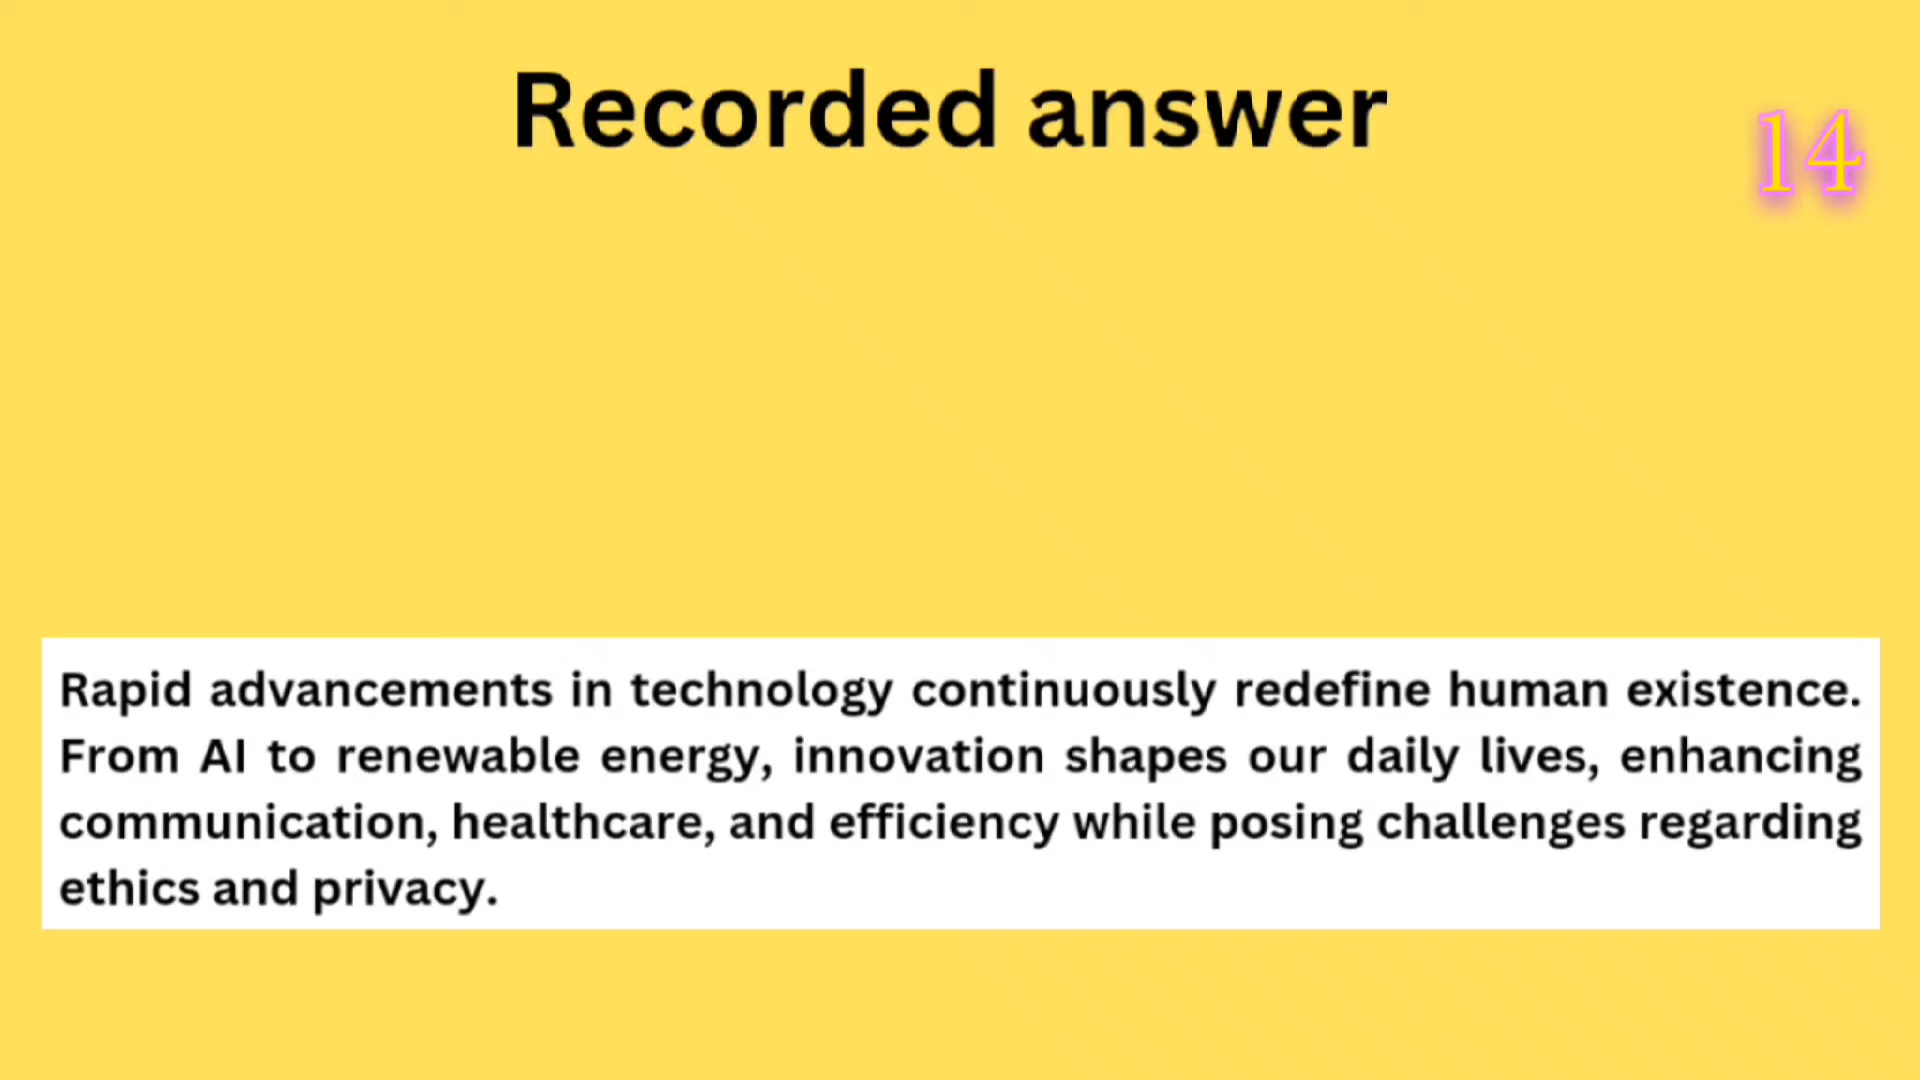 Recorded answer
14
Rapid advancements in technology continuously redefine human existence.
From AI to renewable energy, innovation shapes our daily lives, enhancing
communication, healthcare, and efficiency while posing challenges regarding
ethics and privacy.